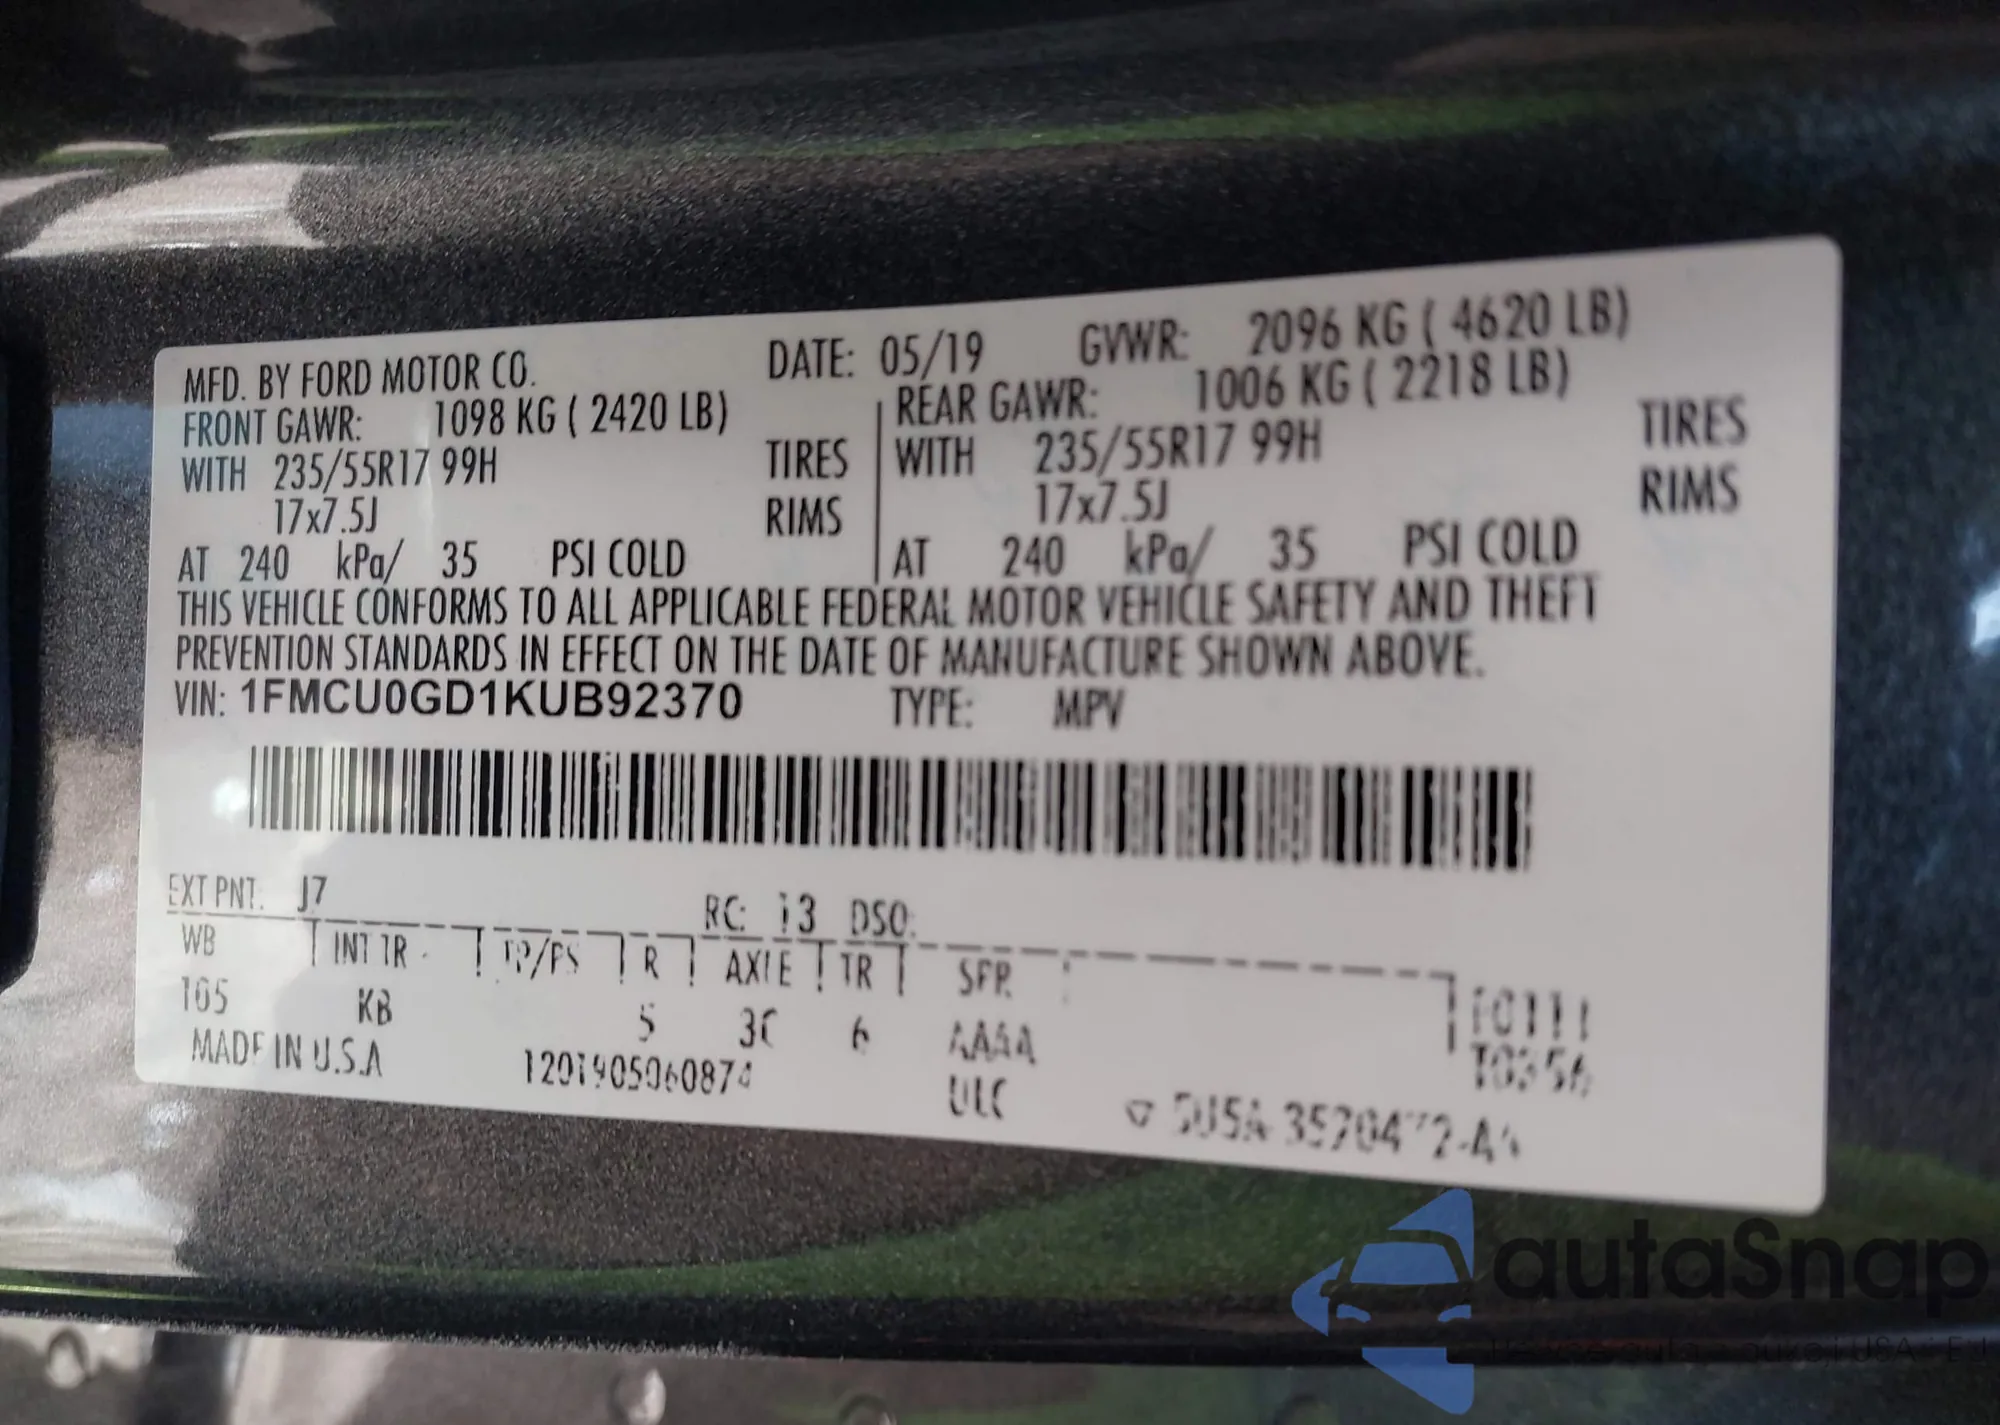 MFD. BY FORD MOTOR CO. DATE: 05/19 GVWR: 2096 KG ( 4620 LB)
FRONT GAWR: 1098 KG ( 2420 LB) REAR GAWR: 1006 KG ( 2218 LB)
WITH 235/55R17 99H TIRES WITH 235/55R17 99H TIRES
17x7.5J RIMS 17x7.5J RIMS
AT 240 kPa/ 35 PSI COLD AT 240 kPa/ 35 PSI COLD
THIS VEHICLE CONFORMS TO ALL APPLICABLE FEDERAL MOTOR VEHICLE SAFETY AND THEFT
PREVENTION STANDARDS IN EFFECT ON THE DATE OF MANUFACTURE SHOWN ABOVE.
VIN: 1FMCU0GD1KUB92370 TYPE: MPV
EXT PNT: J7 RC: 13 DSO:
WB INT TR TP/PS R AXLE TR SPR
105 KB 5 3C 6 AAAA
MADE IN U.S.A 1201905060874
ULC
autaSnap